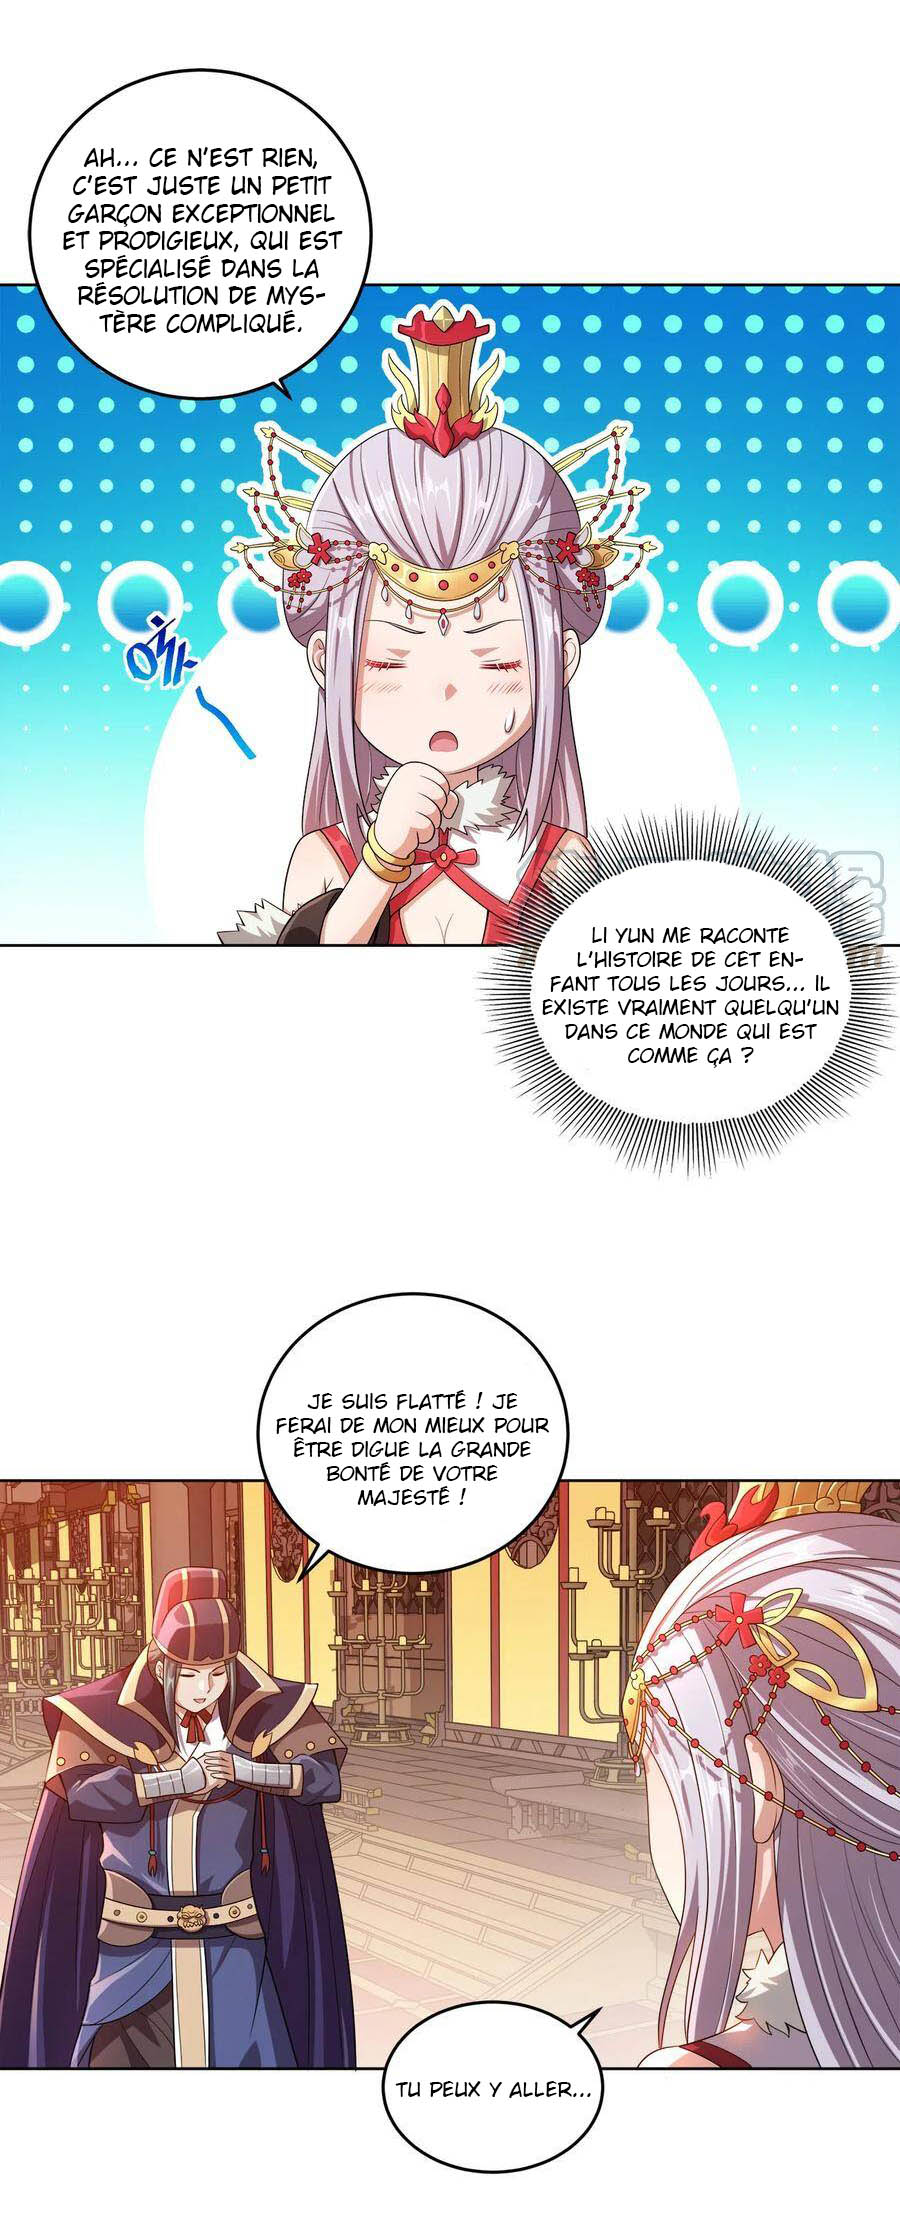 AH... CE N'EST RIEN,
C'EST JUSTE UN PETIT
GARÇON EXCEPTIONNEL
ET PRODIGIEUX, QUI EST
SPÉCIALISÉ DANS LA
RÉSOLUTION DE MYS-
TÈRE COMPLIQUÉ.
LI YUN ME RACONTE
L'HISTOIRE DE CET EN-
FANT TOUS LES JOURS... IL
EXISTE VRAIMENT QUELQU'UN
DANS CE MONDE QUI EST
COMME ÇA ?
JE SUIS FLATTÉ ! JE
FERAI DE MON MIEUX POUR
ÊTRE DIGUE LA GRANDE
BONTÉ DE VOTRE
MAJESTÉ !
TU PEUX Y ALLER...